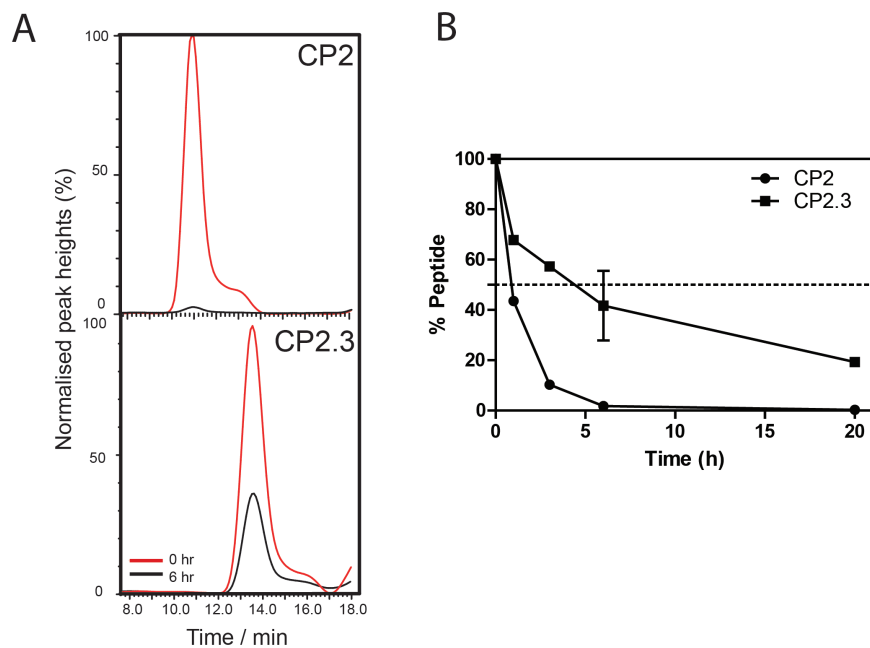 A
Normalised peak heights (%)
100
50
0
CP2
100
50
0
CP2.3
0 hr
6 hr
8.0 10.0 12.0 14.0 16.0 18.0
Time / min
B
% Peptide
100
80
60
40
20
0
CP2
CP2.3
0 5 10 15 20
Time (h)